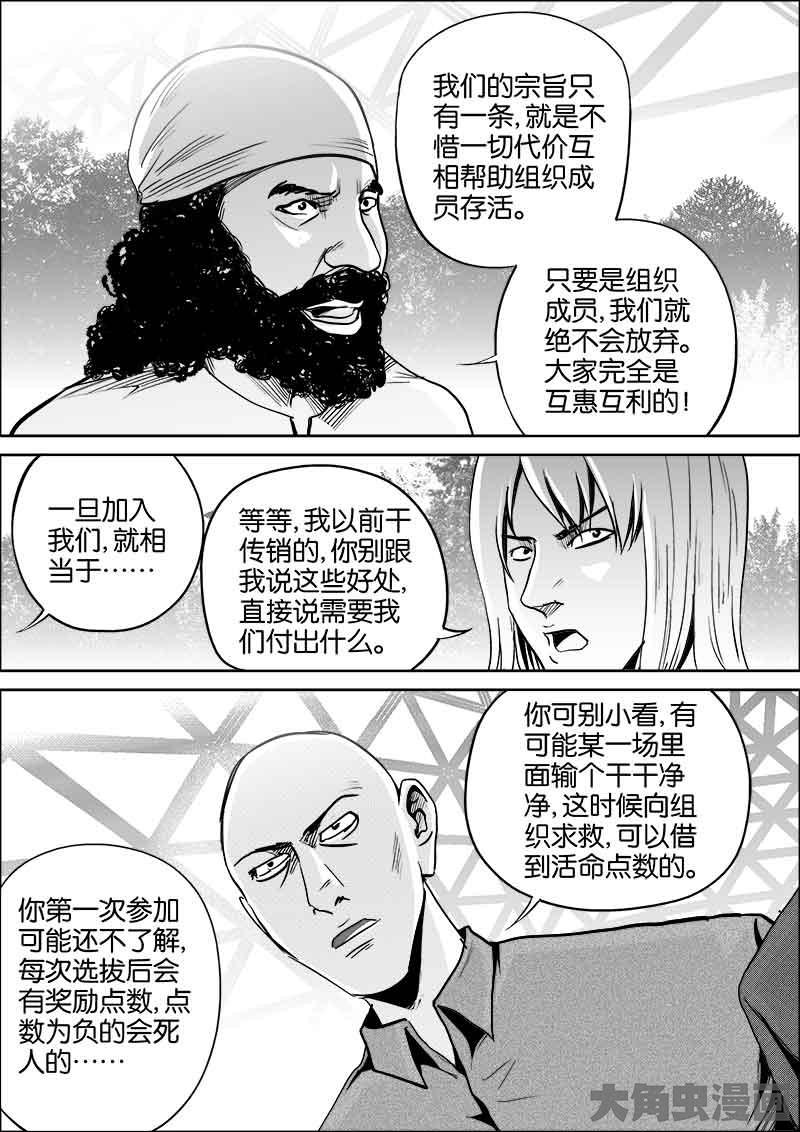 我们的宗旨只
有一条,就是不
惜一切代价互
相帮助组织成
员存活。
只要是组织
成员,我们就
绝不会放弃。
大家完全是
互惠互利的!
一旦加入
我们,就相
当于……
等等,我以前干
传销的,你别跟
我说这些好处,
直接说需要我
们付出什么。
你可别小看,有
可能某一场里
面输个干干净
净,这时候向组
织求救,可以借
到活命点数的。
你第一次参加
可能还不了解,
每次选拔后会
有奖励点数,点
数为负的会死
人的……
大角虫漫画